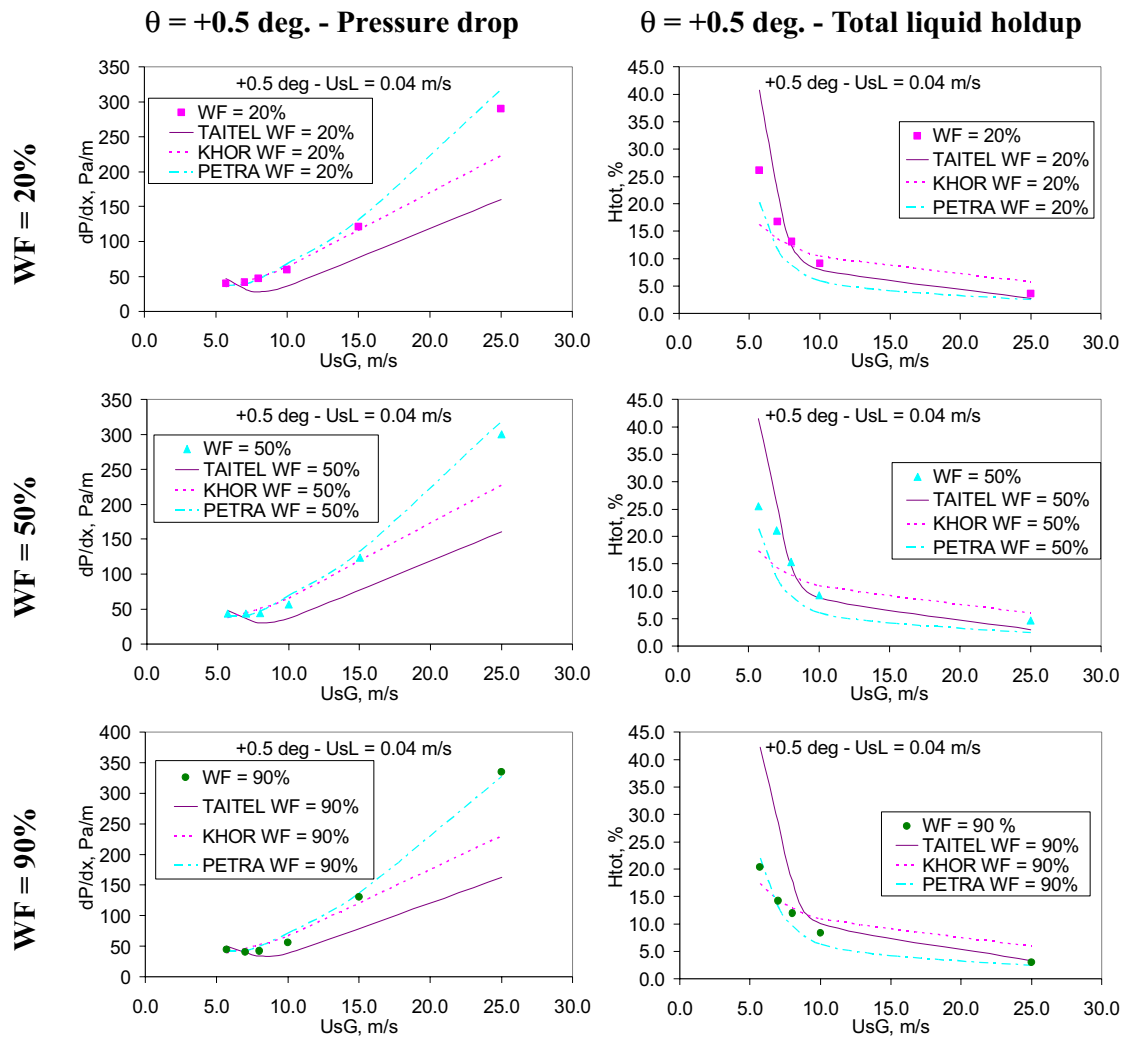 θ = +0.5 deg. - Pressure drop
θ = +0.5 deg. - Total liquid holdup
WF = 20%
+0.5 deg - UsL = 0.04 m/s
WF = 20%
TAITEL WF = 20%
KHOR WF = 20%
PETRA WF = 20%
dP/dx, Pa/m
350
300
250
200
150
100
50
0
0.0 5.0 10.0 15.0 20.0 25.0 30.0
UsG, m/s
+0.5 deg - UsL = 0.04 m/s
WF = 20%
TAITEL WF = 20%
KHOR WF = 20%
PETRA WF = 20%
Htot, %
45.0
40.0
35.0
30.0
25.0
20.0
15.0
10.0
5.0
0.0
0.0 5.0 10.0 15.0 20.0 25.0 30.0
UsG, m/s
WF = 50%
+0.5 deg - UsL = 0.04 m/s
WF = 50%
TAITEL WF = 50%
KHOR WF = 50%
PETRA WF = 50%
dP/dx, Pa/m
350
300
250
200
150
100
50
0
0.0 5.0 10.0 15.0 20.0 25.0 30.0
UsG, m/s
+0.5 deg - UsL = 0.04 m/s
WF = 50%
TAITEL WF = 50%
KHOR WF = 50%
PETRA WF = 50%
Htot, %
45.0
40.0
35.0
30.0
25.0
20.0
15.0
10.0
5.0
0.0
0.0 5.0 10.0 15.0 20.0 25.0 30.0
UsG, m/s
WF = 90%
+0.5 deg - UsL = 0.04 m/s
WF = 90%
TAITEL WF = 90%
KHOR WF = 90%
PETRA WF = 90%
dP/dx, Pa/m
400
350
300
250
200
150
100
50
0
0.0 5.0 10.0 15.0 20.0 25.0 30.0
UsG, m/s
+0.5 deg - UsL = 0.04 m/s
WF = 90 %
TAITEL WF = 90%
KHOR WF = 90%
PETRA WF = 90%
Htot, %
45.0
40.0
35.0
30.0
25.0
20.0
15.0
10.0
5.0
0.0
0.0 5.0 10.0 15.0 20.0 25.0 30.0
UsG, m/s